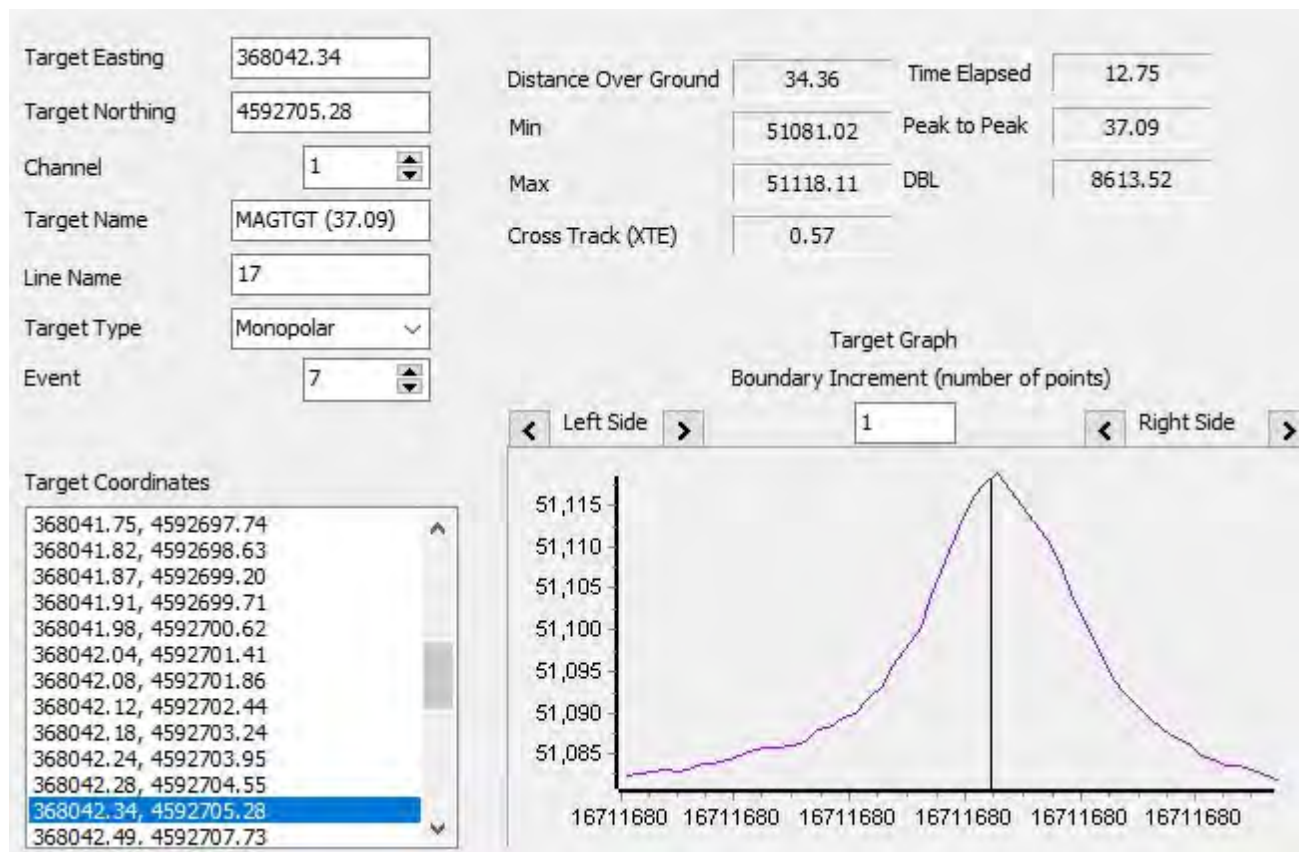 Target Easting 368042.34
Target Northing 4592705.28
Channel 1
Target Name MAGTGT (37.09)
Line Name 17
Target Type Monopolar
Event 7
Distance Over Ground 34.36 Time Elapsed 12.75
Min 51081.02 Peak to Peak 37.09
Max 51118.11 DBL 8613.52
Cross Track (XTE) 0.57
Target Coordinates
368041.75, 4592697.74
368041.82, 4592698.63
368041.87, 4592699.20
368041.91, 4592699.71
368041.98, 4592700.62
368042.04, 4592701.41
368042.08, 4592701.86
368042.12, 4592702.44
368042.18, 4592703.24
368042.24, 4592703.95
368042.28, 4592704.55
368042.34, 4592705.28
368042.49, 4592707.73
Target Graph
Boundary Increment (number of points)
Left Side 1 Right Side
51,115
51,110
51,105
51,100
51,095
51,090
51,085
16711680 16711680 16711680 16711680 16711680 16711680